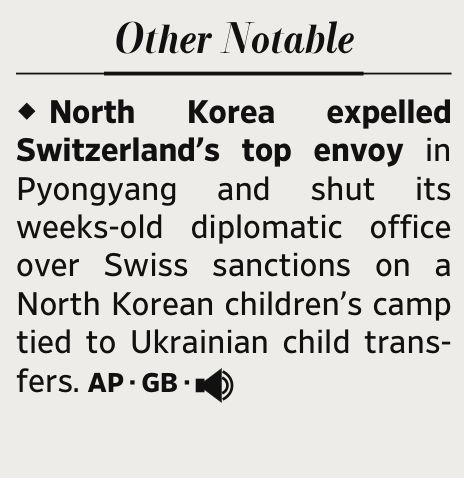 Other Notable
◆ North Korea expelled
Switzerland’s top envoy in
Pyongyang and shut its
weeks-old diplomatic office
over Swiss sanctions on a
North Korean children’s camp
tied to Ukrainian child trans-
fers. AP · GB ·